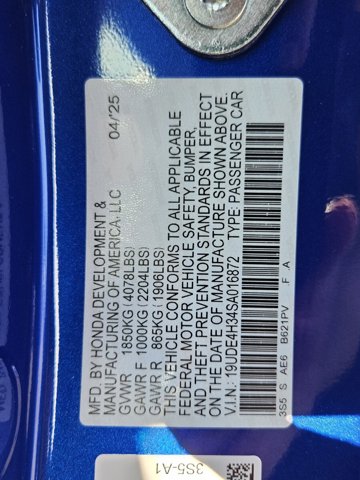 MFD. BY HONDA DEVELOPMENT &
MANUFACTURING OF AMERICA, LLC 04/25
GVWR 1850KG (4078LBS)
GAWR F 1000KG (2204LBS)
GAWR R 865KG (1906LBS)
THIS VEHICLE CONFORMS TO ALL APPLICABLE
FEDERAL MOTOR VEHICLE SAFETY, BUMPER,
AND THEFT PREVENTION STANDARDS IN EFFECT
ON THE DATE OF MANUFACTURE SHOWN ABOVE.
V.I.N.: 19UDE4H34SA016872 TYPE: PASSENGER CAR
3S5 S AE6 B621PV F A
3S5-A1